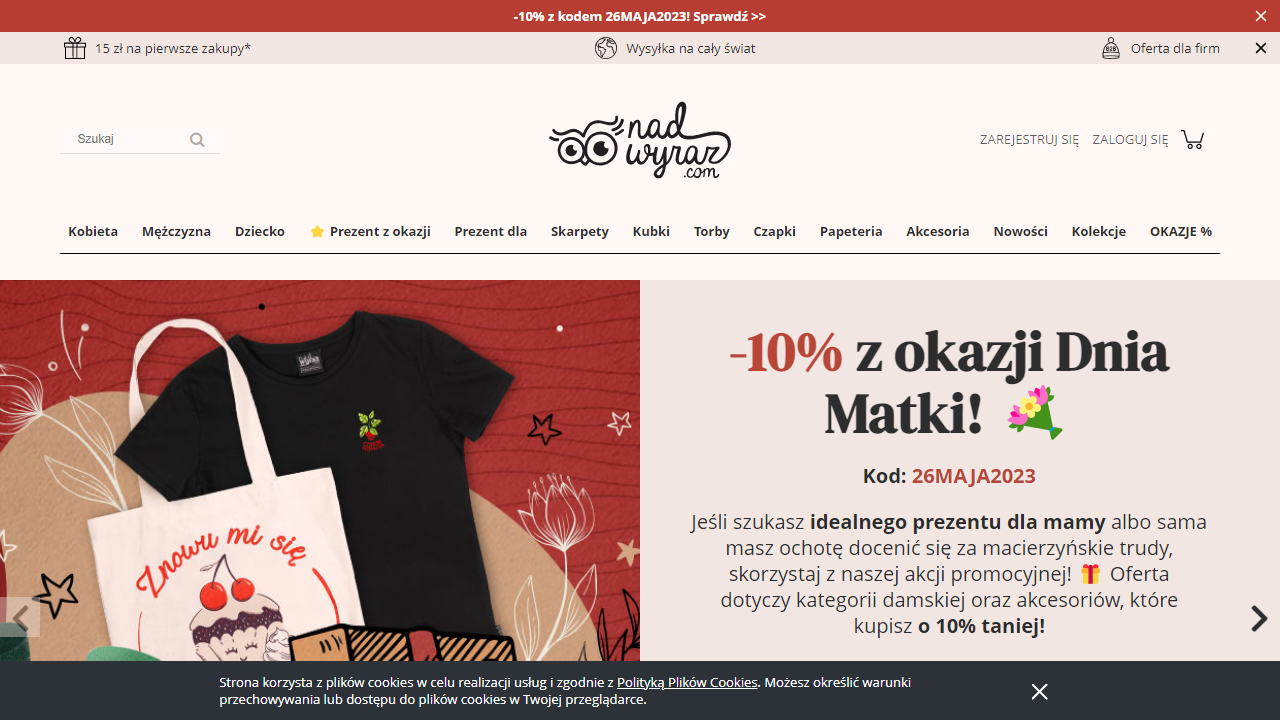 -10% z kodem 26MAJA2023! Sprawdź >>
15 zł na pierwsze zakupy*
Wysyłka na cały świat
B2B
Oferta dla firm
Szukaj
nad
wyraz
.com
ZAREJESTRUJ SIĘ
ZALOGUJ SIĘ
Kobieta
Mężczyzna
Dziecko
Prezent z okazji
Prezent dla
Skarpety
Kubki
Torby
Czapki
Papeteria
Akcesoria
Nowości
Kolekcje
OKAZJE %
Znowu mi się
-10% z okazji Dnia
Matki!
Kod: 26MAJA2023
Jeśli szukasz idealnego prezentu dla mamy albo sama
masz ochotę docenić się za macierzyńskie trudy,
skorzystaj z naszej akcji promocyjnej! Oferta
dotyczy kategorii damskiej oraz akcesoriów, które
kupisz o 10% taniej!
Strona korzysta z plików cookies w celu realizacji usług i zgodnie z Polityką Plików Cookies. Możesz określić warunki
przechowywania lub dostępu do plików cookies w Twojej przeglądarce.